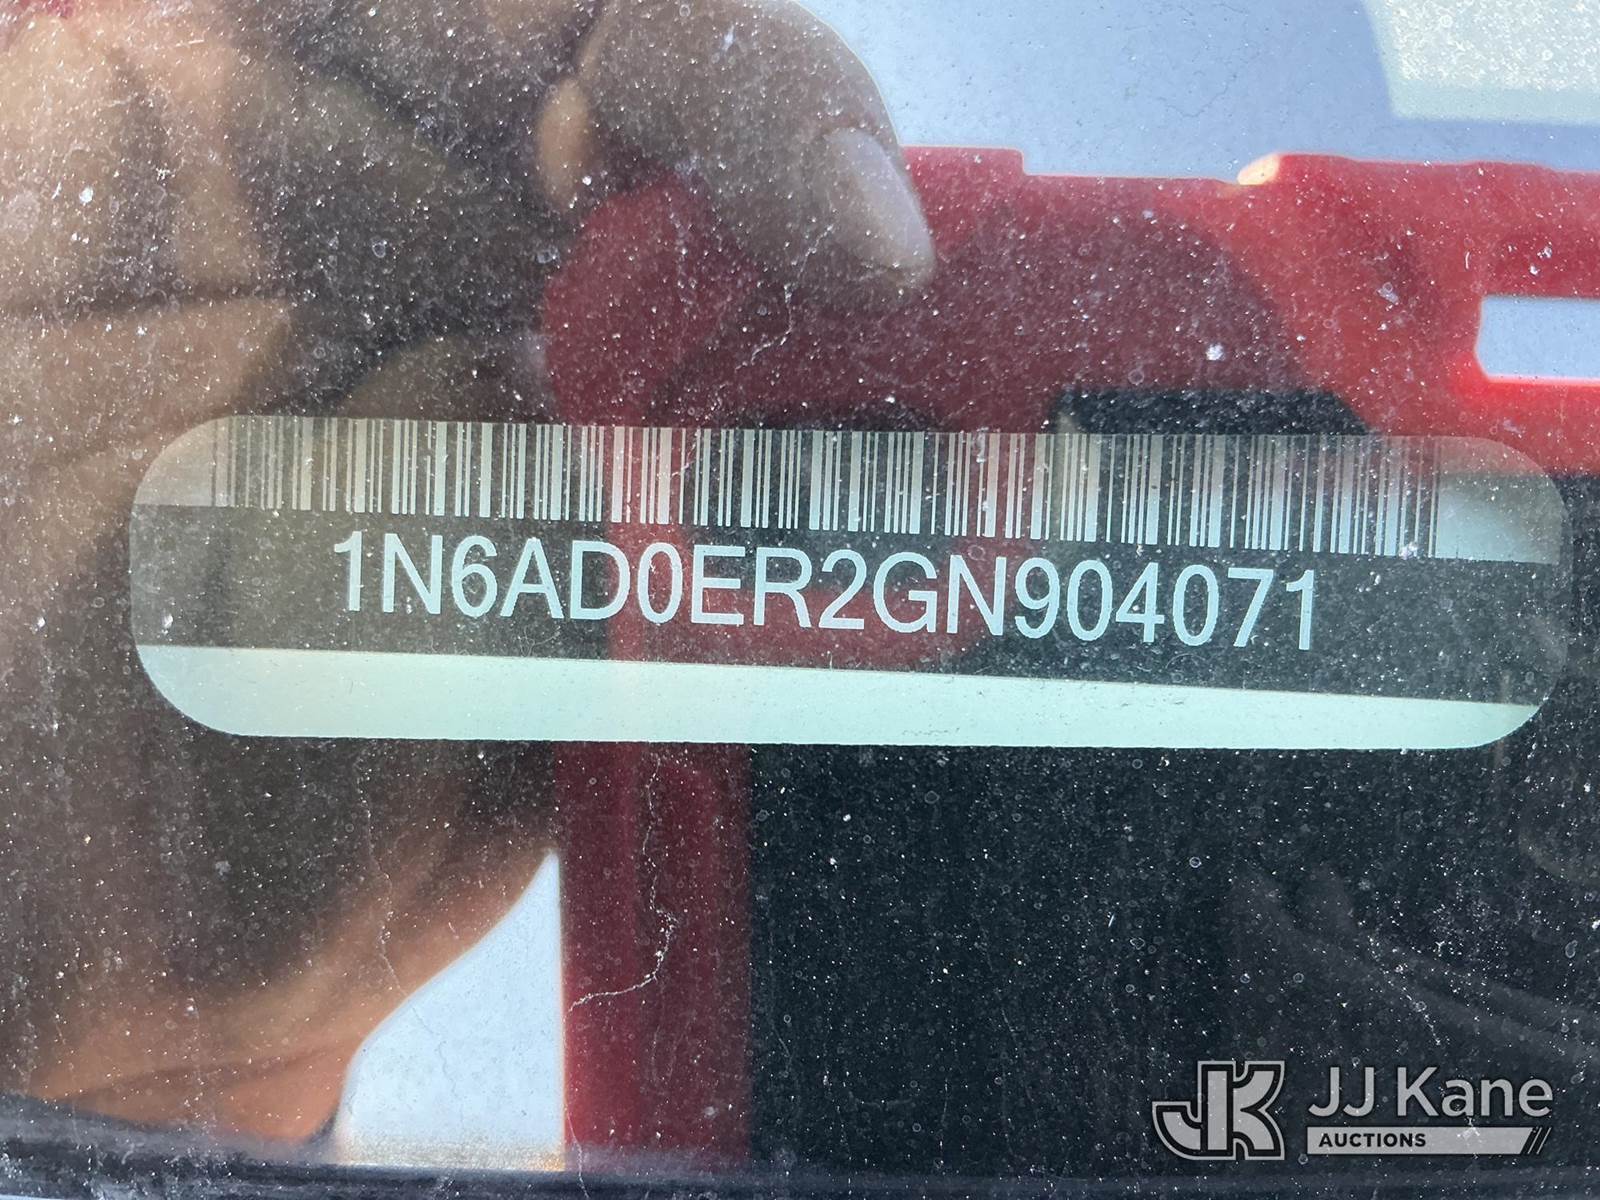 1N6AD0ER2GN904071
JK JJ Kane
AUCTIONS